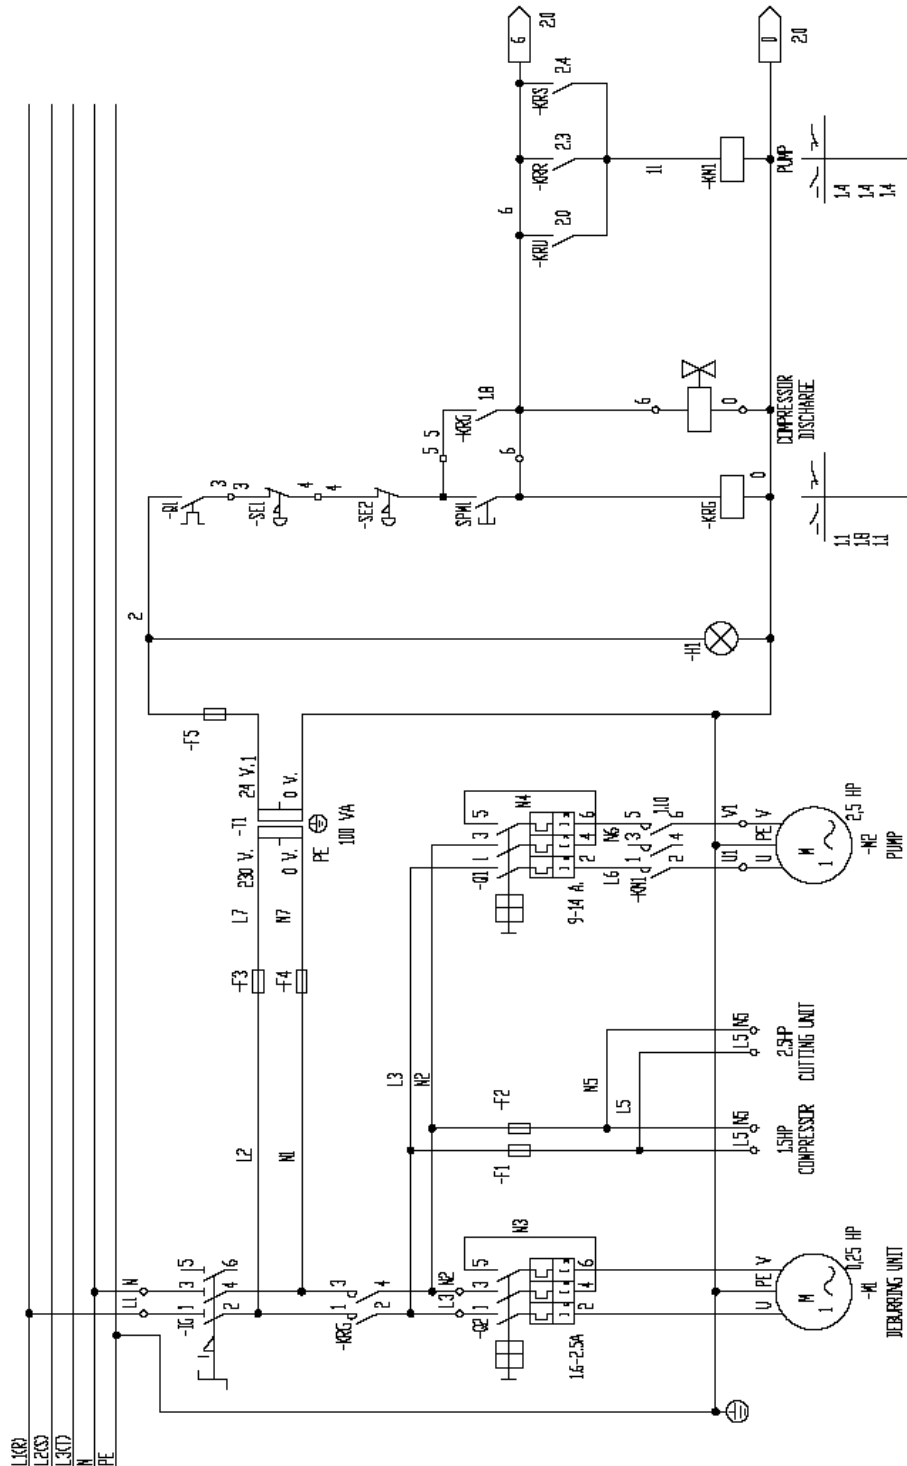 L1(R)
L2(S)
L3(T)
N
PE
L1
N
-IG
1
3
5
2
4
6
L2
N1
-KRG
1
3
2
4
L3
N2
-Q2
1
3
5
N3
2
4
6
1.6-2.5A
U
PE
V
M
1
0,25 HP
-M1
DEBURRING UNIT
L3
N2
-F1
-F2
L5
N5
L5
N5
1.5HP
COMPRESSOR
L5
N5
2.5HP
CUTTING UNIT
-F3
-F4
L7
N7
230 V.
0 V.
-T1
24 V.1
0 V.
PE
100 VA
-F5
-Q1
1
3
5
N4
2
4
6
9-14 A.
L6
N6
-KN1
1
3
5
2
4
6
1.10
U1
V1
U
PE
V
M
1
2,5 HP
-M2
PUMP
2
-H1
-Q1
3
3
-SE1
4
4
-SE2
5
5
SPM1
-KRG
1.8
6
-KRG
0
1.1
1.8
1.1
6
0
COMPRESSOR
DISCHARGE
6
-KRU
2.0
-KRR
2.3
-KRS
2.4
11
-KN1
PUMP
1.4
1.4
1.4
6
2.0
0
2.0